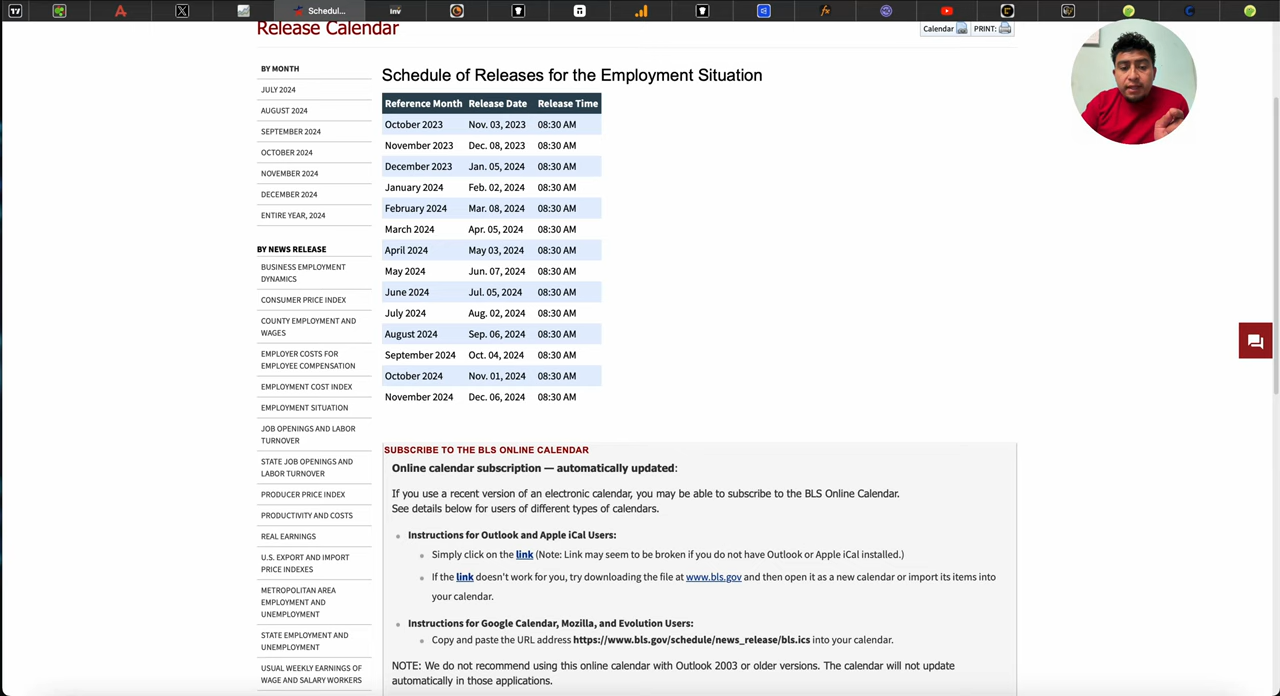 Schedul...
Inv
Release Calendar
Calendar
PRINT:
BY MONTH
JULY 2024
AUGUST 2024
SEPTEMBER 2024
OCTOBER 2024
NOVEMBER 2024
DECEMBER 2024
ENTIRE YEAR, 2024
BY NEWS RELEASE
BUSINESS EMPLOYMENT
DYNAMICS
CONSUMER PRICE INDEX
COUNTY EMPLOYMENT AND
WAGES
EMPLOYER COSTS FOR
EMPLOYEE COMPENSATION
EMPLOYMENT COST INDEX
EMPLOYMENT SITUATION
JOB OPENINGS AND LABOR
TURNOVER
STATE JOB OPENINGS AND
LABOR TURNOVER
PRODUCER PRICE INDEX
PRODUCTIVITY AND COSTS
REAL EARNINGS
U.S. EXPORT AND IMPORT
PRICE INDEXES
METROPOLITAN AREA
EMPLOYMENT AND
UNEMPLOYMENT
STATE EMPLOYMENT AND
UNEMPLOYMENT
USUAL WEEKLY EARNINGS OF
WAGE AND SALARY WORKERS
Schedule of Releases for the Employment Situation
Reference Month Release Date Release Time
October 2023 Nov. 03, 2023 08:30 AM
November 2023 Dec. 08, 2023 08:30 AM
December 2023 Jan. 05, 2024 08:30 AM
January 2024 Feb. 02, 2024 08:30 AM
February 2024 Mar. 08, 2024 08:30 AM
March 2024 Apr. 05, 2024 08:30 AM
April 2024 May 03, 2024 08:30 AM
May 2024 Jun. 07, 2024 08:30 AM
June 2024 Jul. 05, 2024 08:30 AM
July 2024 Aug. 02, 2024 08:30 AM
August 2024 Sep. 06, 2024 08:30 AM
September 2024 Oct. 04, 2024 08:30 AM
October 2024 Nov. 01, 2024 08:30 AM
November 2024 Dec. 06, 2024 08:30 AM
SUBSCRIBE TO THE BLS ONLINE CALENDAR
Online calendar subscription — automatically updated:
If you use a recent version of an electronic calendar, you may be able to subscribe to the BLS Online Calendar.
See details below for users of different types of calendars.
Instructions for Outlook and Apple iCal Users:
Simply click on the link (Note: Link may seem to be broken if you do not have Outlook or Apple iCal installed.)
If the link doesn't work for you, try downloading the file at www.bls.gov and then open it as a new calendar or import its items into
your calendar.
Instructions for Google Calendar, Mozilla, and Evolution Users:
Copy and paste the URL address https://www.bls.gov/schedule/news_release/bls.ics into your calendar.
NOTE: We do not recommend using this online calendar with Outlook 2003 or older versions. The calendar will not update
automatically in those applications.